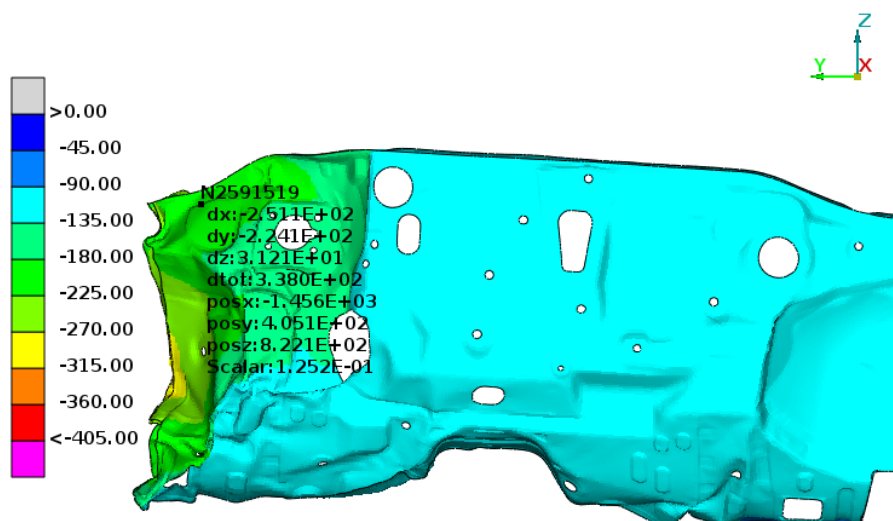 Z
Y
X
>0.00
-45.00
-90.00
-135.00
-180.00
-225.00
-270.00
-315.00
-360.00
<-405.00
N2591519
dx:-2.511E+02
dy:-2.241E+02
dz:3.121E+01
dtot:3.380E+02
posx:-1.456E+03
posy:4.051E+02
posz:8.221E+02
Scalar:1.252E-01